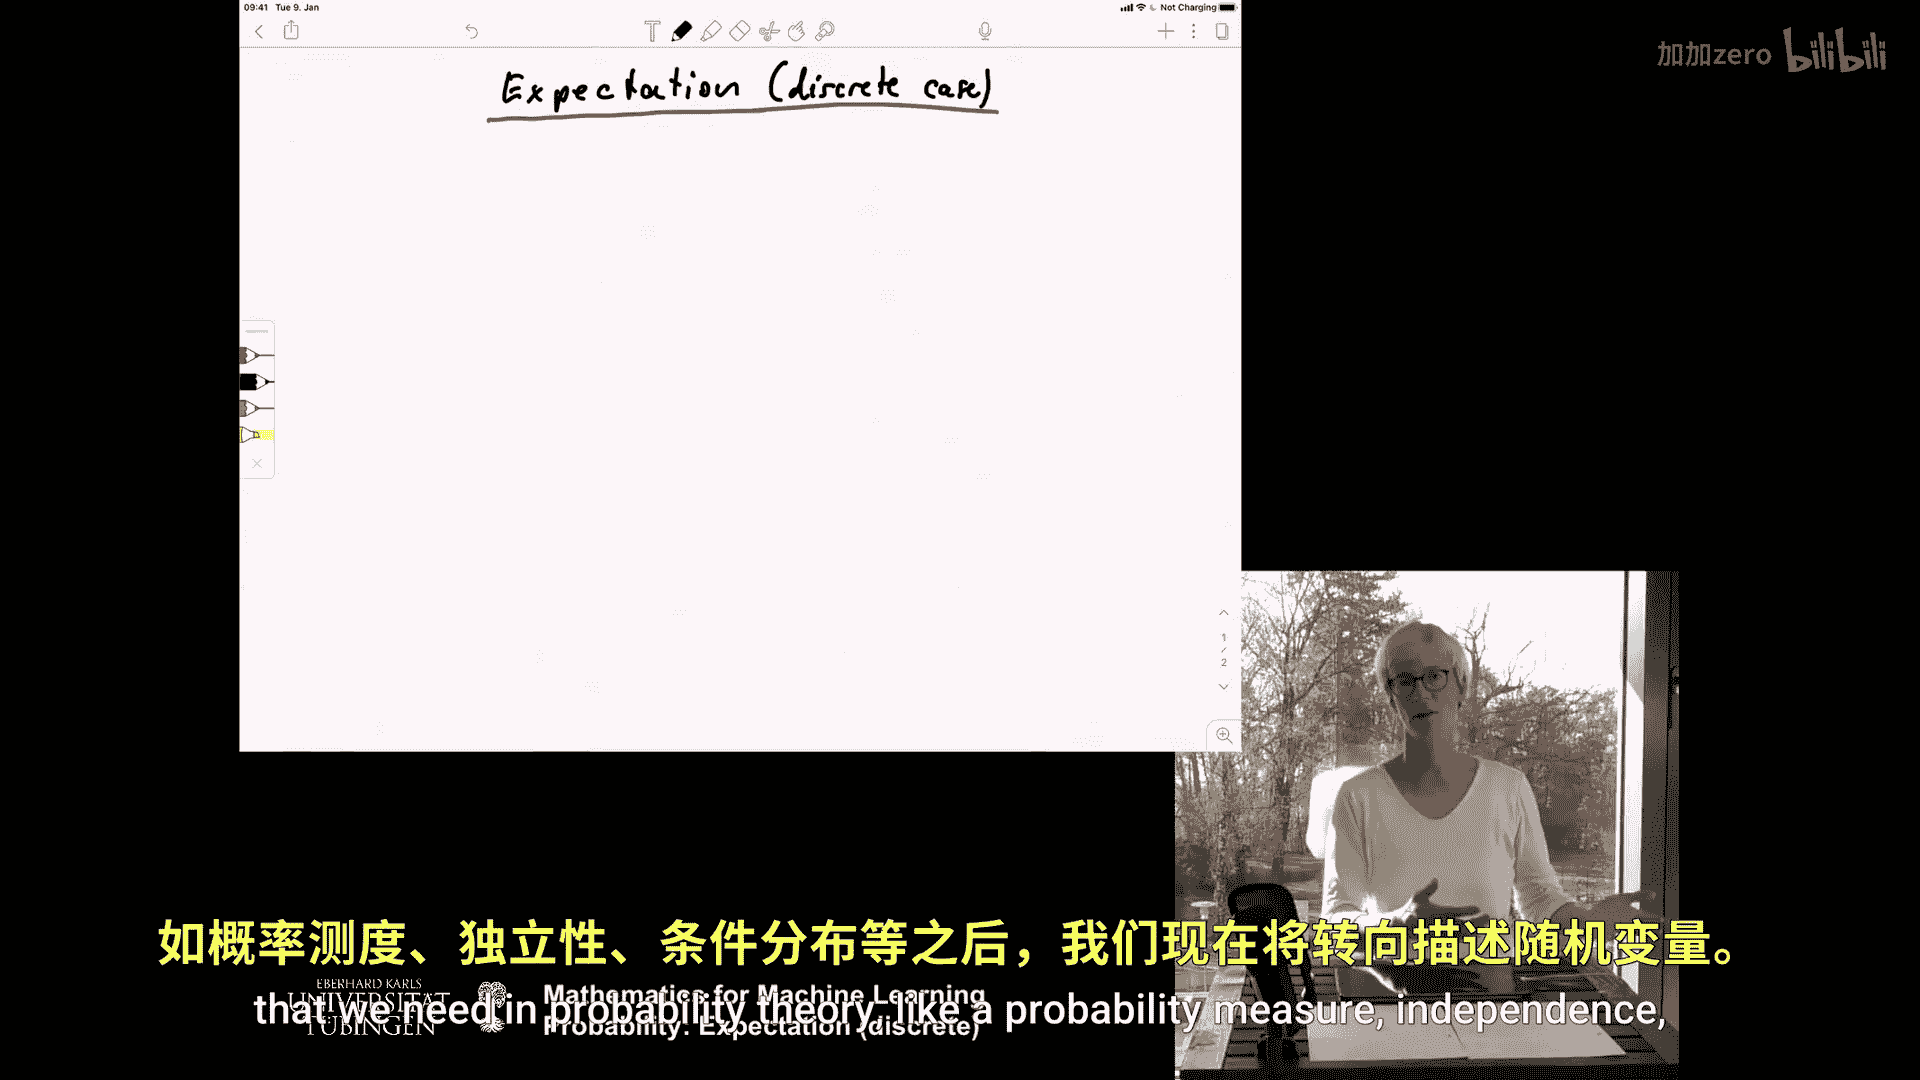 09:41 Tue 9. Jan
Not Charging
加加zero bilibili
Expectation (discrete case)
1
/
2
如概率测度、独立性、条件分布等之后，我们现在将转向描述随机变量。
that we need in probability theory, like a probability measure, independence,
EBERHARD KARLS
UNIVERSITÄT
TÜBINGEN
Mathematics for Machine Learning
Probability: Expectation (discrete)